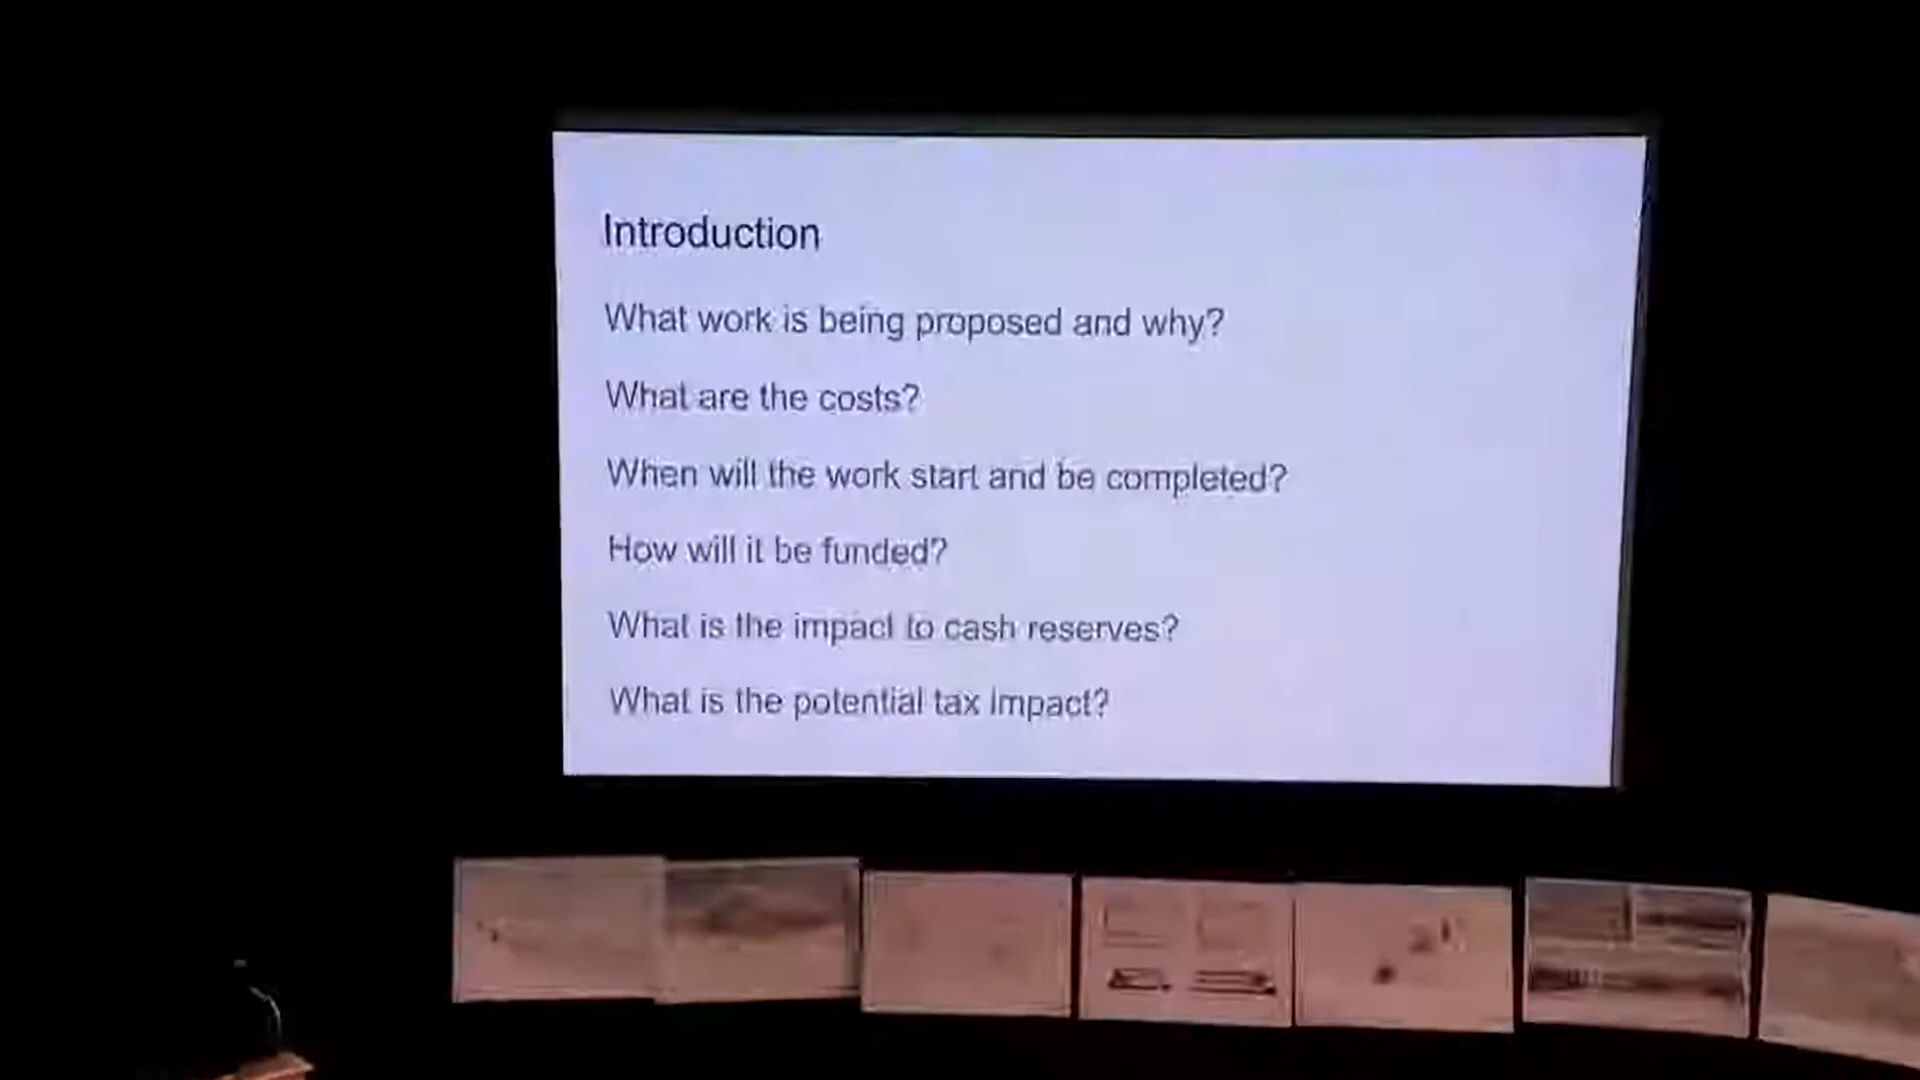 Introduction
What work is being proposed and why?
What are the costs?
When will the work start and be completed?
How will it be funded?
What is the impact to cash reserves?
What is the potential tax impact?